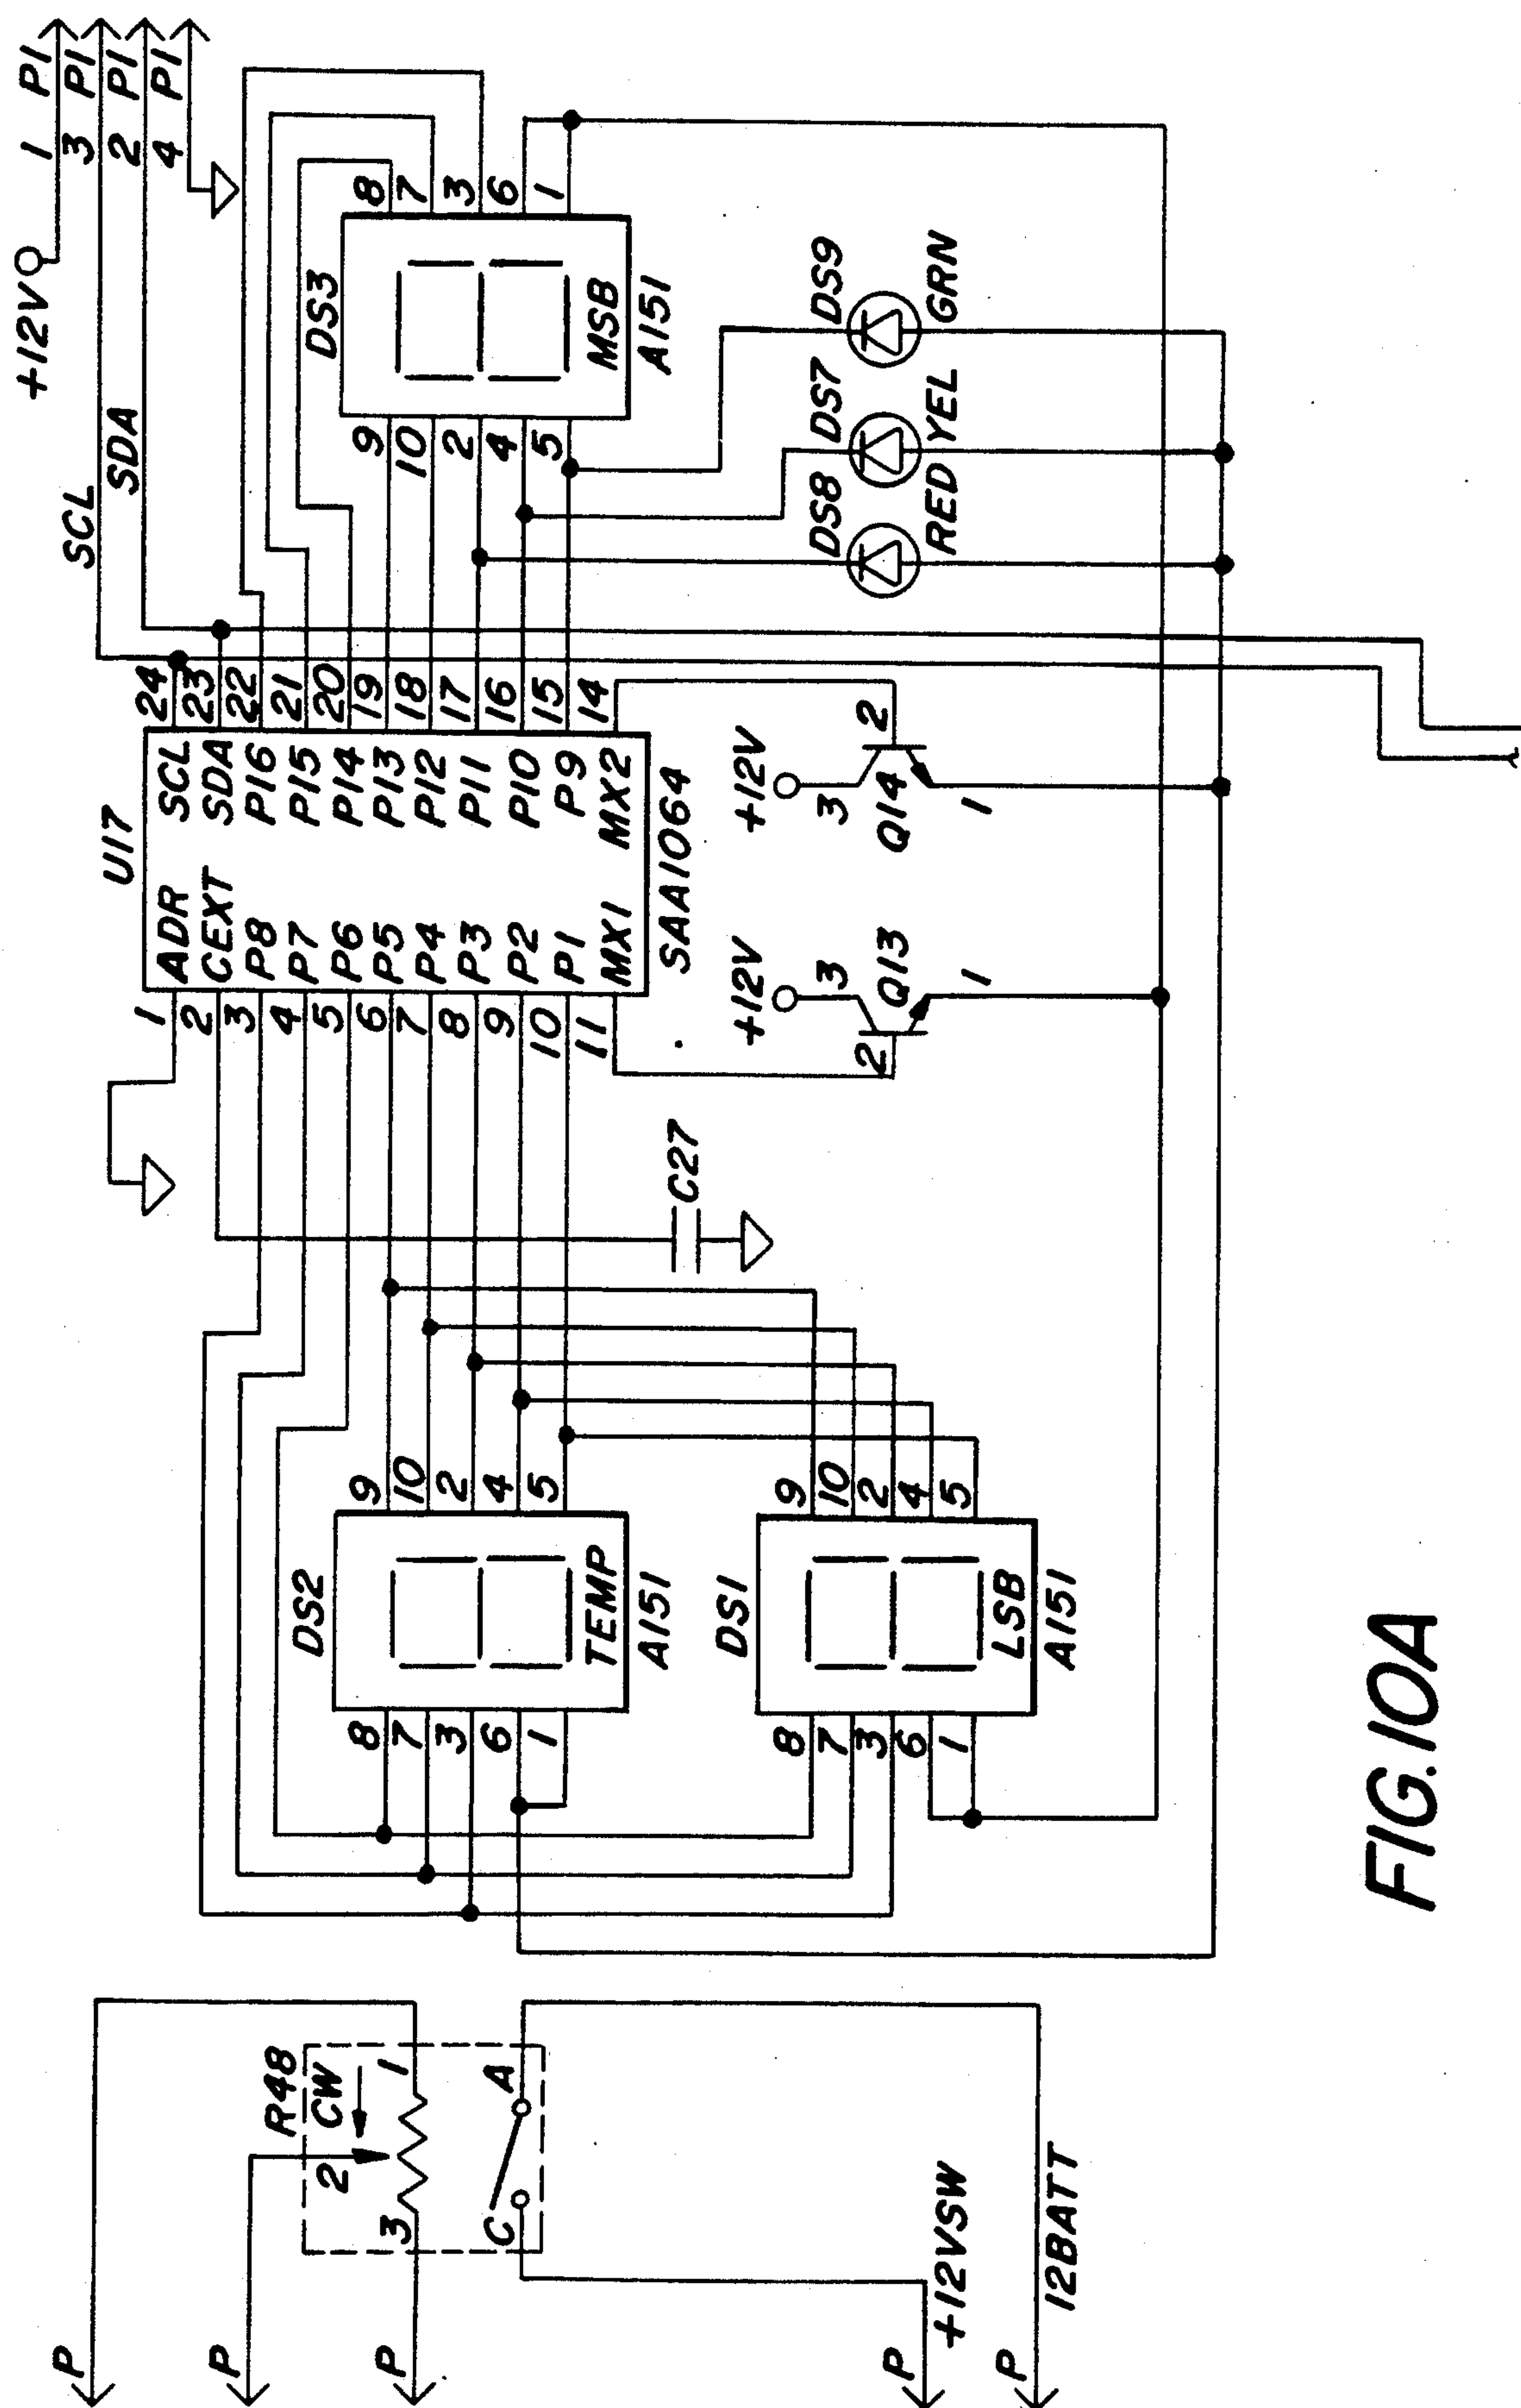 +12V
1 P1
3 P1
2 P1
4 P1
SCL
SDA
U17
1 ADR
2 CEXT
3 P8
4 P7
5 P6
6 P5
7 P4
8 P3
9 P2
10 P1
11 MX1
SCL 24
SDA 23
P16 22
P15 21
P14 20
P13 19
P12 18
P11 17
P10 16
P9 15
MX2 14
SAA1064
DS3
9
10
2
4
5
8
7
3
6
1
MSB
A151
DS8
DS7
DS9
RED
YEL
GRN
+12V
3
2
Q13
1
+12V
3
2
Q14
1
C27
DS2
8
7
3
6
1
9
10
2
4
5
TEMP
A151
DS1
8
7
3
6
1
9
10
2
4
5
LSB
A151
R48
CW
3
2
1
C
A
P
P
P
P
+12VSW
P
12BATT
FIG.10A